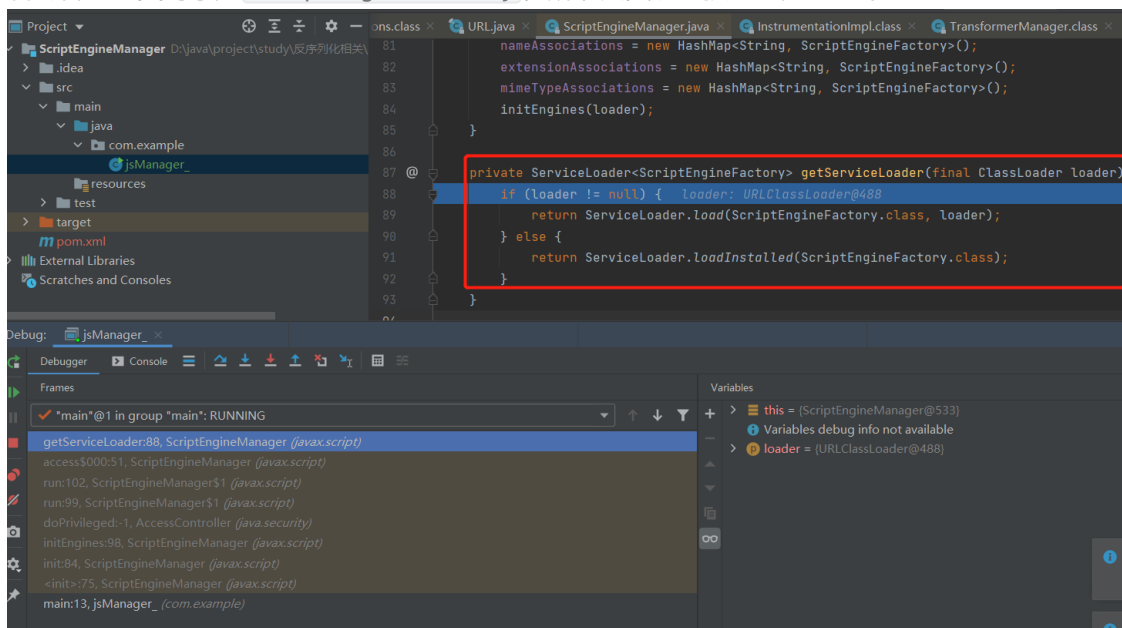 Project
ons.class
URL.java
ScriptEngineManager.java
InstrumentationImpl.class
TransformerManager.class
ScriptEngineManager D:\java\project\study\反序列化相关\
.idea
src
main
java
com.example
jsManager_
resources
test
target
pom.xml
External Libraries
Scratches and Consoles
81 nameAssociations = new HashMap<String, ScriptEngineFactory>();
82 extensionAssociations = new HashMap<String, ScriptEngineFactory>();
83 mimeTypeAssociations = new HashMap<String, ScriptEngineFactory>();
84 initEngines(loader);
85 }
86
87 @ private ServiceLoader<ScriptEngineFactory> getServiceLoader(final ClassLoader loader)
88 if (loader != null) { loader: URLClassLoader@488
89 return ServiceLoader.load(ScriptEngineFactory.class, loader);
90 } else {
91 return ServiceLoader.loadInstalled(ScriptEngineFactory.class);
92 }
93 }
Debug: jsManager_
Debugger Console
Frames
Variables
"main"@1 in group "main": RUNNING
getServiceLoader:88, ScriptEngineManager (javax.script)
access$000:51, ScriptEngineManager (javax.script)
run:102, ScriptEngineManager$1 (javax.script)
run:99, ScriptEngineManager$1 (javax.script)
doPrivileged:-1, AccessController (java.security)
initEngines:98, ScriptEngineManager (javax.script)
init:84, ScriptEngineManager (javax.script)
<init>:75, ScriptEngineManager (javax.script)
main:13, jsManager_ (com.example)
this = {ScriptEngineManager@533}
Variables debug info not available
loader = {URLClassLoader@488}